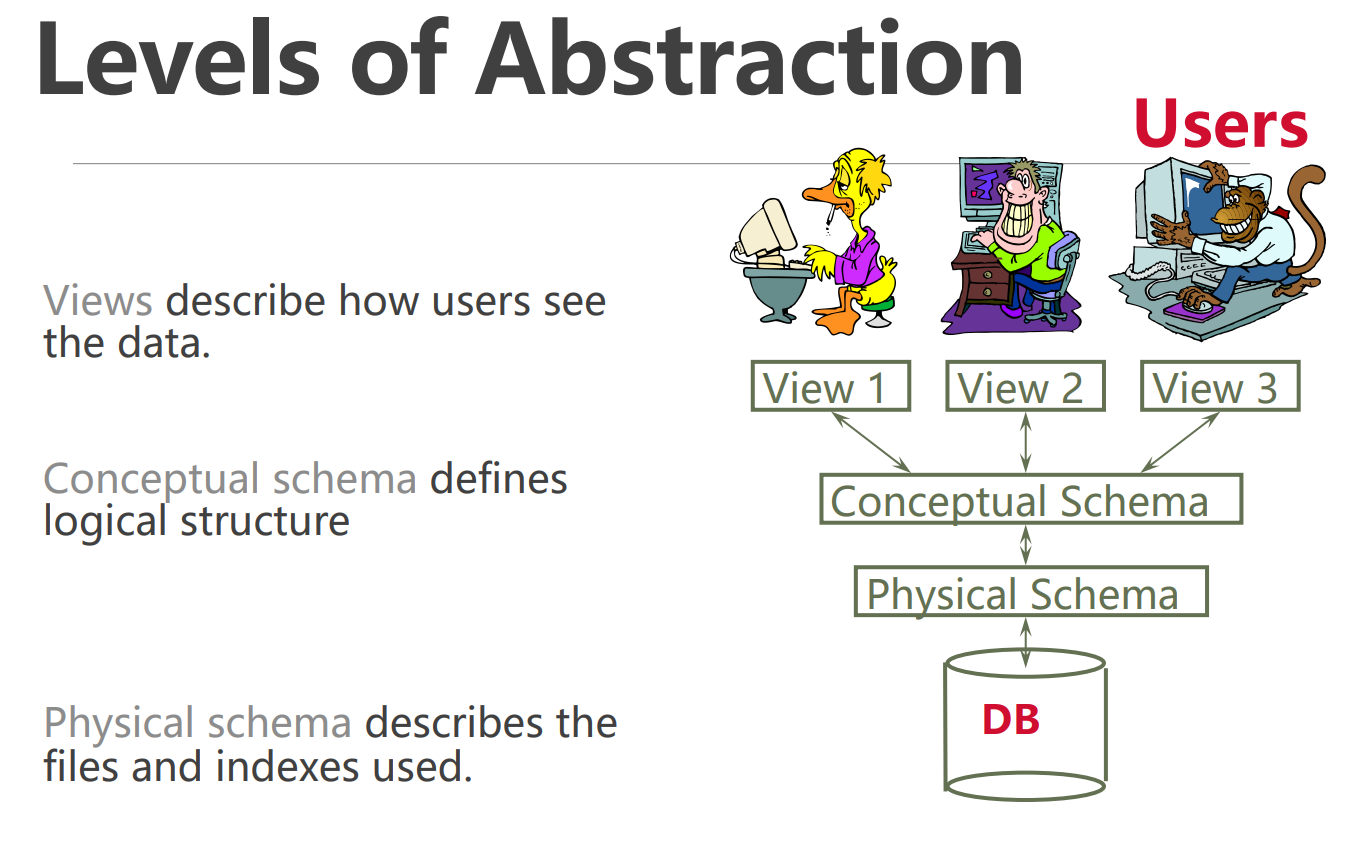 Levels of Abstraction
Users
Views describe how users see
the data.
View 1
View 2
View 3
Conceptual schema defines
logical structure
Conceptual Schema
Physical Schema
Physical schema describes the
files and indexes used.
DB